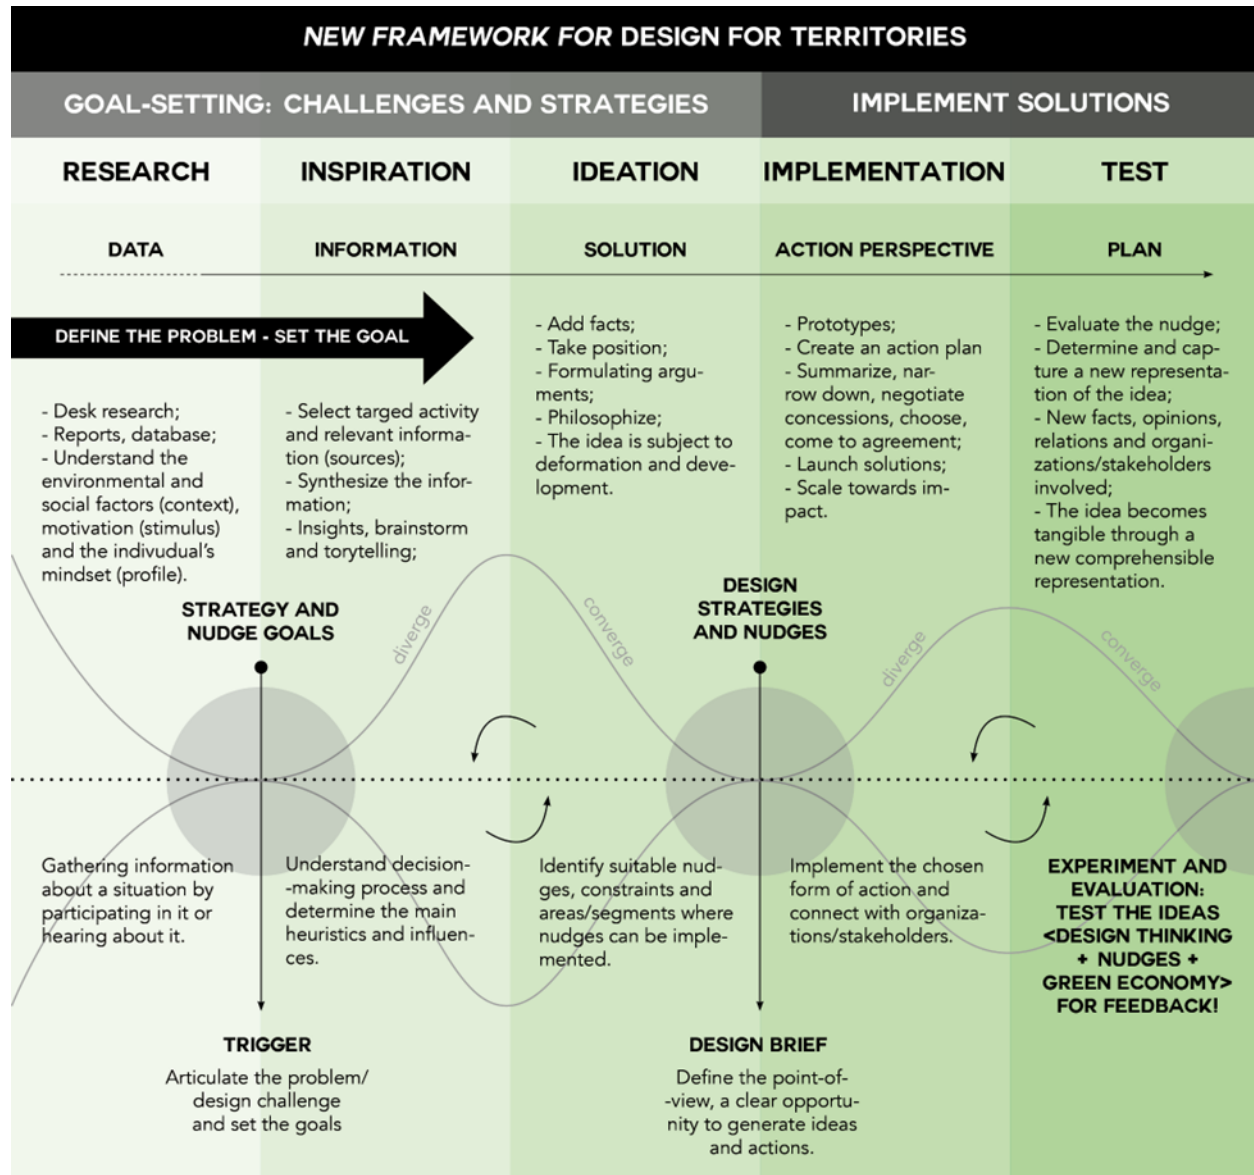 NEW FRAMEWORK FOR DESIGN FOR TERRITORIES
GOAL-SETTING: CHALLENGES AND STRATEGIES
IMPLEMENT SOLUTIONS
RESEARCH
INSPIRATION
IDEATION
IMPLEMENTATION
TEST
DATA
INFORMATION
SOLUTION
ACTION PERSPECTIVE
PLAN
DEFINE THE PROBLEM - SET THE GOAL
- Desk research;
- Reports, database;
- Understand the
environmental and
social factors (context),
motivation (stimulus)
and the indivudual's
mindset (profile).
- Select targed activity
and relevant informa-
tion (sources);
- Synthesize the infor-
mation;
- Insights, brainstorm
and torytelling;
- Add facts;
- Take position;
- Formulating argu-
ments;
- Philosophize;
- The idea is subject to
deformation and deve-
lopment.
- Prototypes;
- Create an action plan
- Summarize, nar-
row down, negotiate
concessions, choose,
come to agreement;
- Launch solutions;
- Scale towards im-
pact.
- Evaluate the nudge;
- Determine and cap-
ture a new representa-
tion of the idea;
- New facts, opinions,
relations and organi-
zations/stakeholders
involved;
- The idea becomes
tangible through a
new comprehensible
representation.
STRATEGY AND
NUDGE GOALS
diverge
converge
DESIGN
STRATEGIES
AND NUDGES
diverge
converge
Gathering information
about a situation by
participating in it or
hearing about it.
Understand decision-
-making process and
determine the main
heuristics and influen-
ces.
Identify suitable nud-
ges, constraints and
areas/segments where
nudges can be imple-
mented.
Implement the chosen
form of action and
connect with organiza-
tions/stakeholders.
EXPERIMENT AND
EVALUATION:
TEST THE IDEAS
<DESIGN THINKING
+ NUDGES +
GREEN ECONOMY>
FOR FEEDBACK!
TRIGGER
Articulate the problem/
design challenge
and set the goals
DESIGN BRIEF
Define the point-of-
-view, a clear opportu-
nity to generate ideas
and actions.